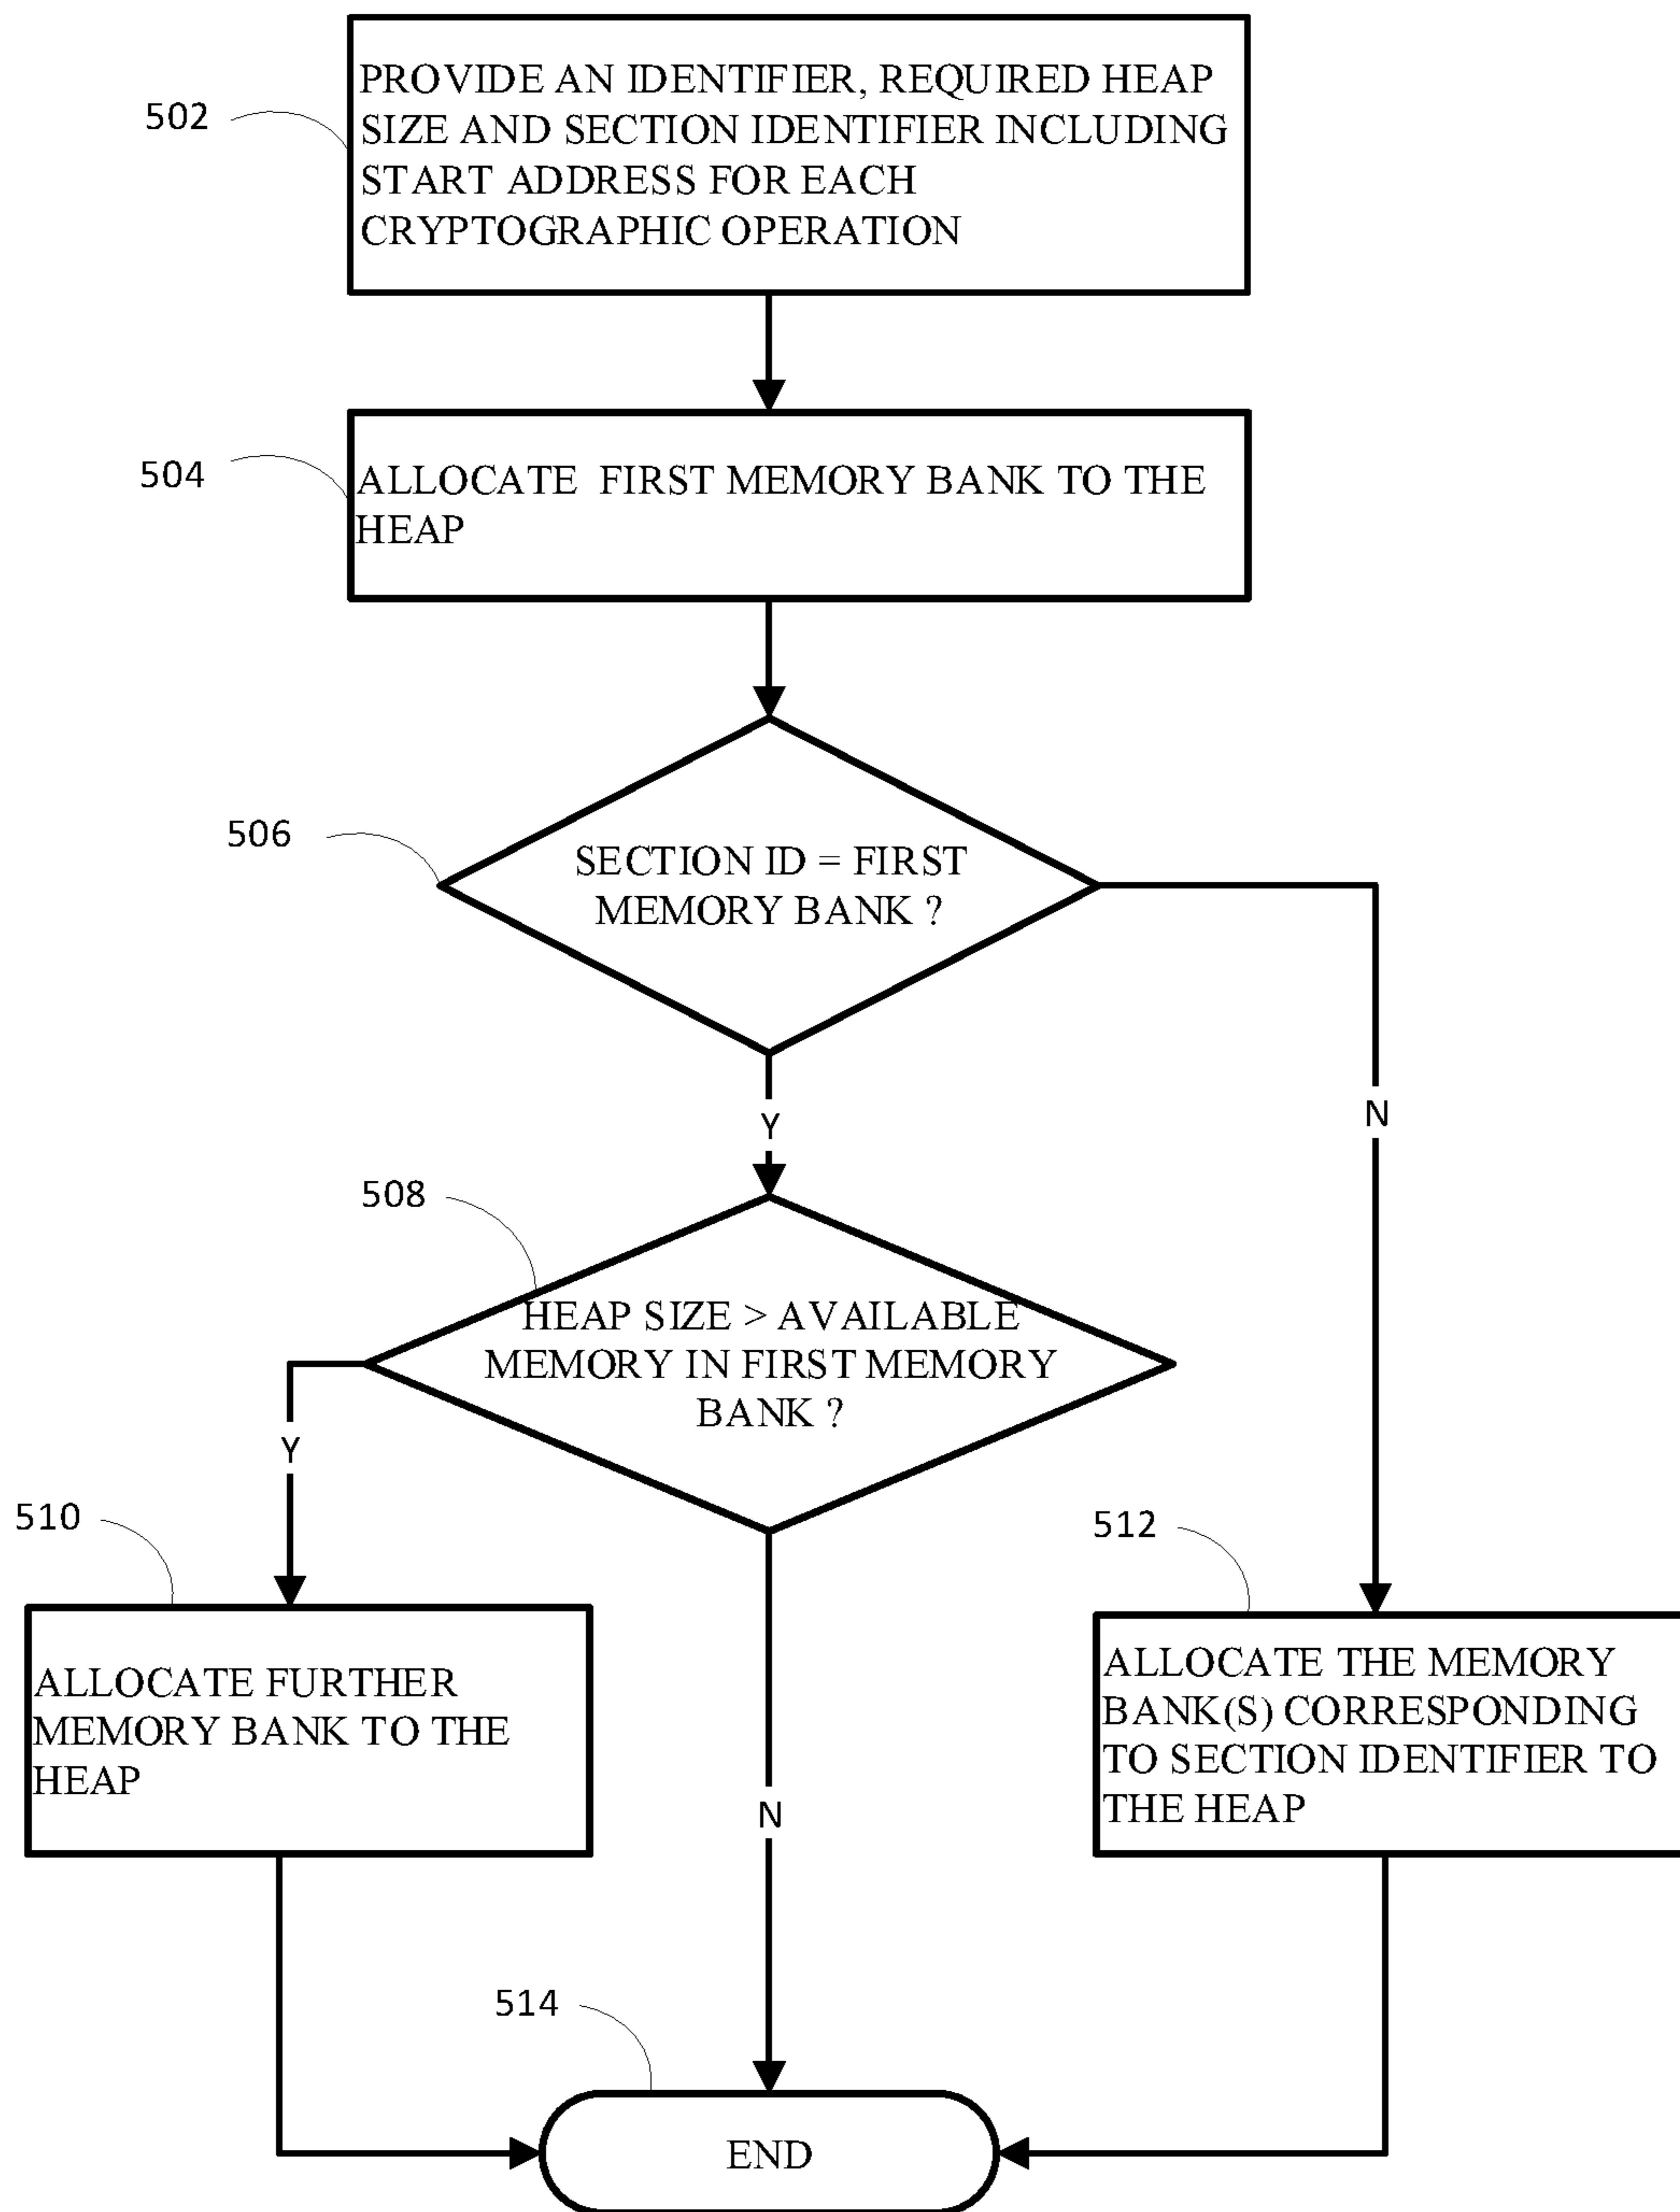 502
PROVIDE AN IDENTIFIER, REQUIRED HEAP
SIZE AND SECTION IDENTIFIER INCLUDING
START ADDRESS FOR EACH
CRYPTOGRAPHIC OPERATION
504
ALLOCATE FIRST MEMORY BANK TO THE
HEAP
506
SECTION ID = FIRST
MEMORY BANK ?
Y
N
508
HEAP SIZE > AVAILABLE
MEMORY IN FIRST MEMORY
BANK ?
Y
N
510
ALLOCATE FURTHER
MEMORY BANK TO THE
HEAP
512
ALLOCATE THE MEMORY
BANK(S) CORRESPONDING
TO SECTION IDENTIFIER TO
THE HEAP
514
END